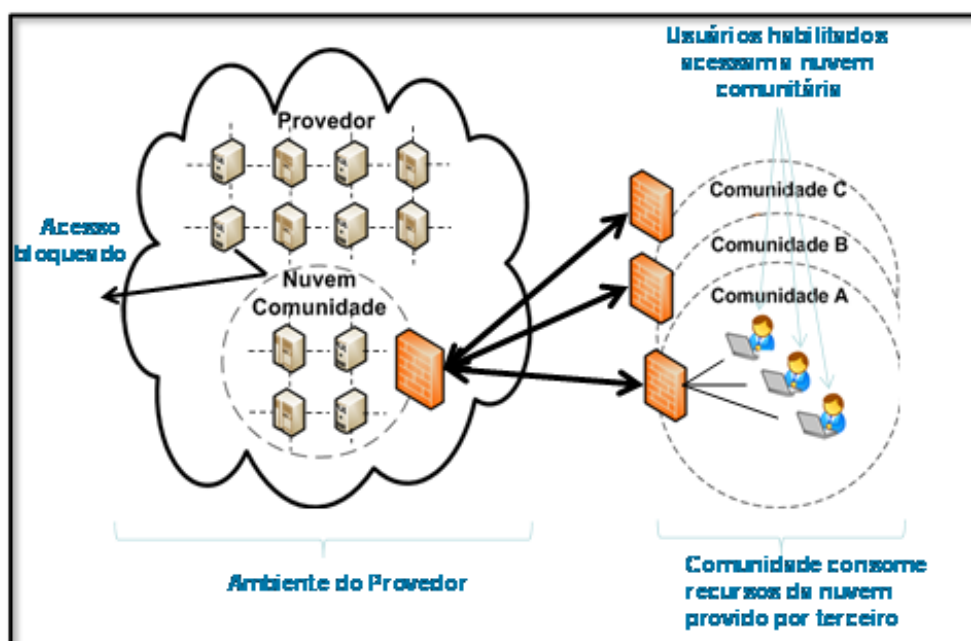 Usuários habilitados
acessam a nuvem
comunitária
Provedor
Comunidade C
Comunidade B
Comunidade A
Acesso
bloqueado
Nuvem
Comunidade
Ambiente do Provedor
Comunidade consome
recursos da nuvem
provido por terceiro